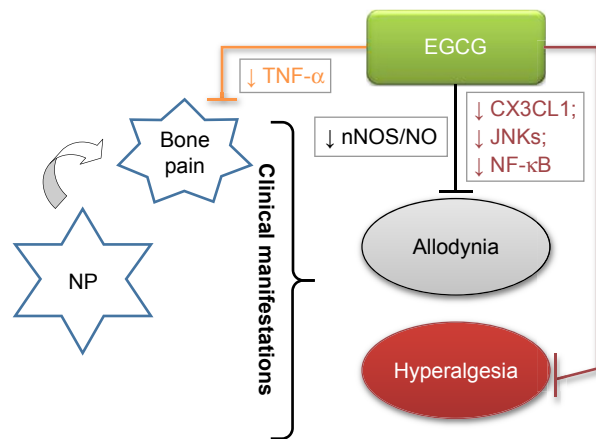 EGCG
↓ TNF-α
↓ CX3CL1;
↓ JNKs;
↓ NF-κB
↓ nNOS/NO
Bone
pain
Clinical manifestations
Allodynia
NP
Hyperalgesia